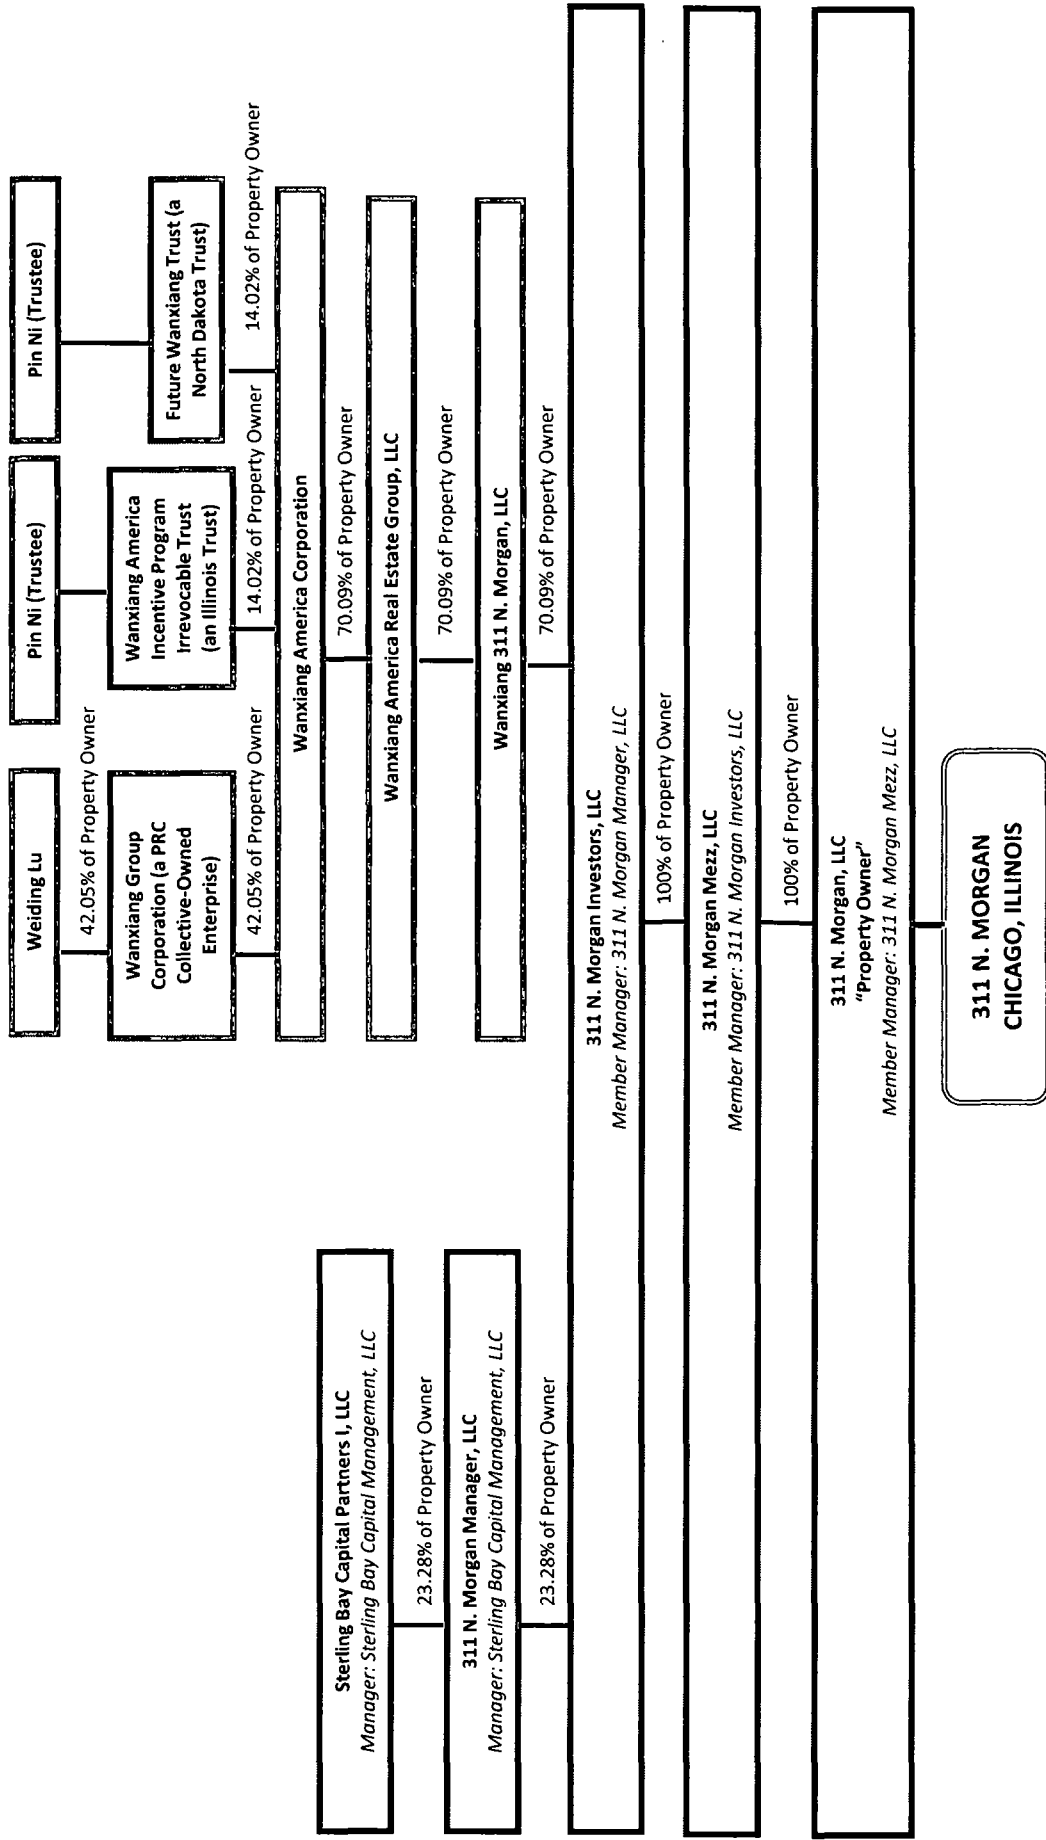 Weiding Lu
42.05% of Property Owner
Wanxiang Group
Corporation (a PRC
Collective-Owned
Enterprise)
42.05% of Property Owner
Pin Ni (Trustee)
Wanxiang America
Incentive Program
Irrevocable Trust
(an Illinois Trust)
14.02% of Property Owner
Pin Ni (Trustee)
Future Wanxiang Trust (a
North Dakota Trust)
14.02% of Property Owner
Wanxiang America Corporation
70.09% of Property Owner
Wanxiang America Real Estate Group, LLC
70.09% of Property Owner
Wanxiang 311 N. Morgan, LLC
70.09% of Property Owner
Sterling Bay Capital Partners I, LLC
Manager: Sterling Bay Capital Management, LLC
23.28% of Property Owner
311 N. Morgan Manager, LLC
Manager: Sterling Bay Capital Management, LLC
23.28% of Property Owner
311 N. Morgan Investors, LLC
Member Manager: 311 N. Morgan Manager, LLC
100% of Property Owner
311 N. Morgan Mezz, LLC
Member Manager: 311 N. Morgan Investors, LLC
100% of Property Owner
311 N. Morgan, LLC
"Property Owner"
Member Manager: 311 N. Morgan Mezz, LLC
311 N. MORGAN
CHICAGO, ILLINOIS